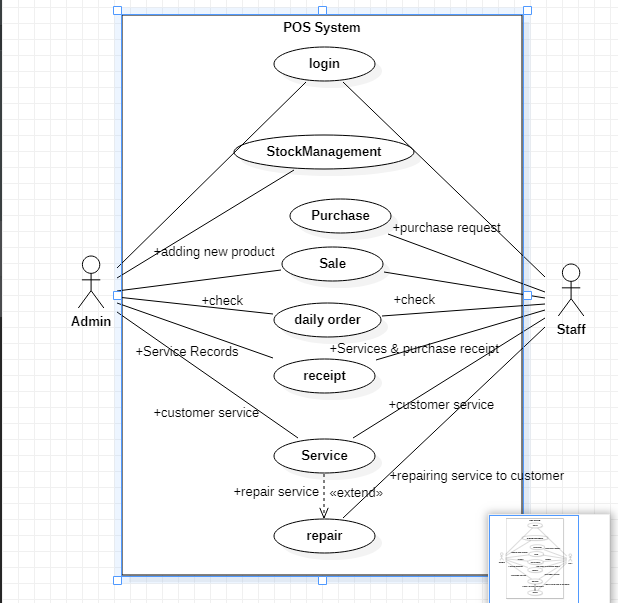 POS System
login
StockManagement
Purchase
+purchase request
+adding new product
Sale
+check
+check
daily order
Admin
Staff
+Service Records
+Services & purchase receipt
receipt
+customer service
+customer service
Service
+repairing service to customer
+repair service
«extend»
repair